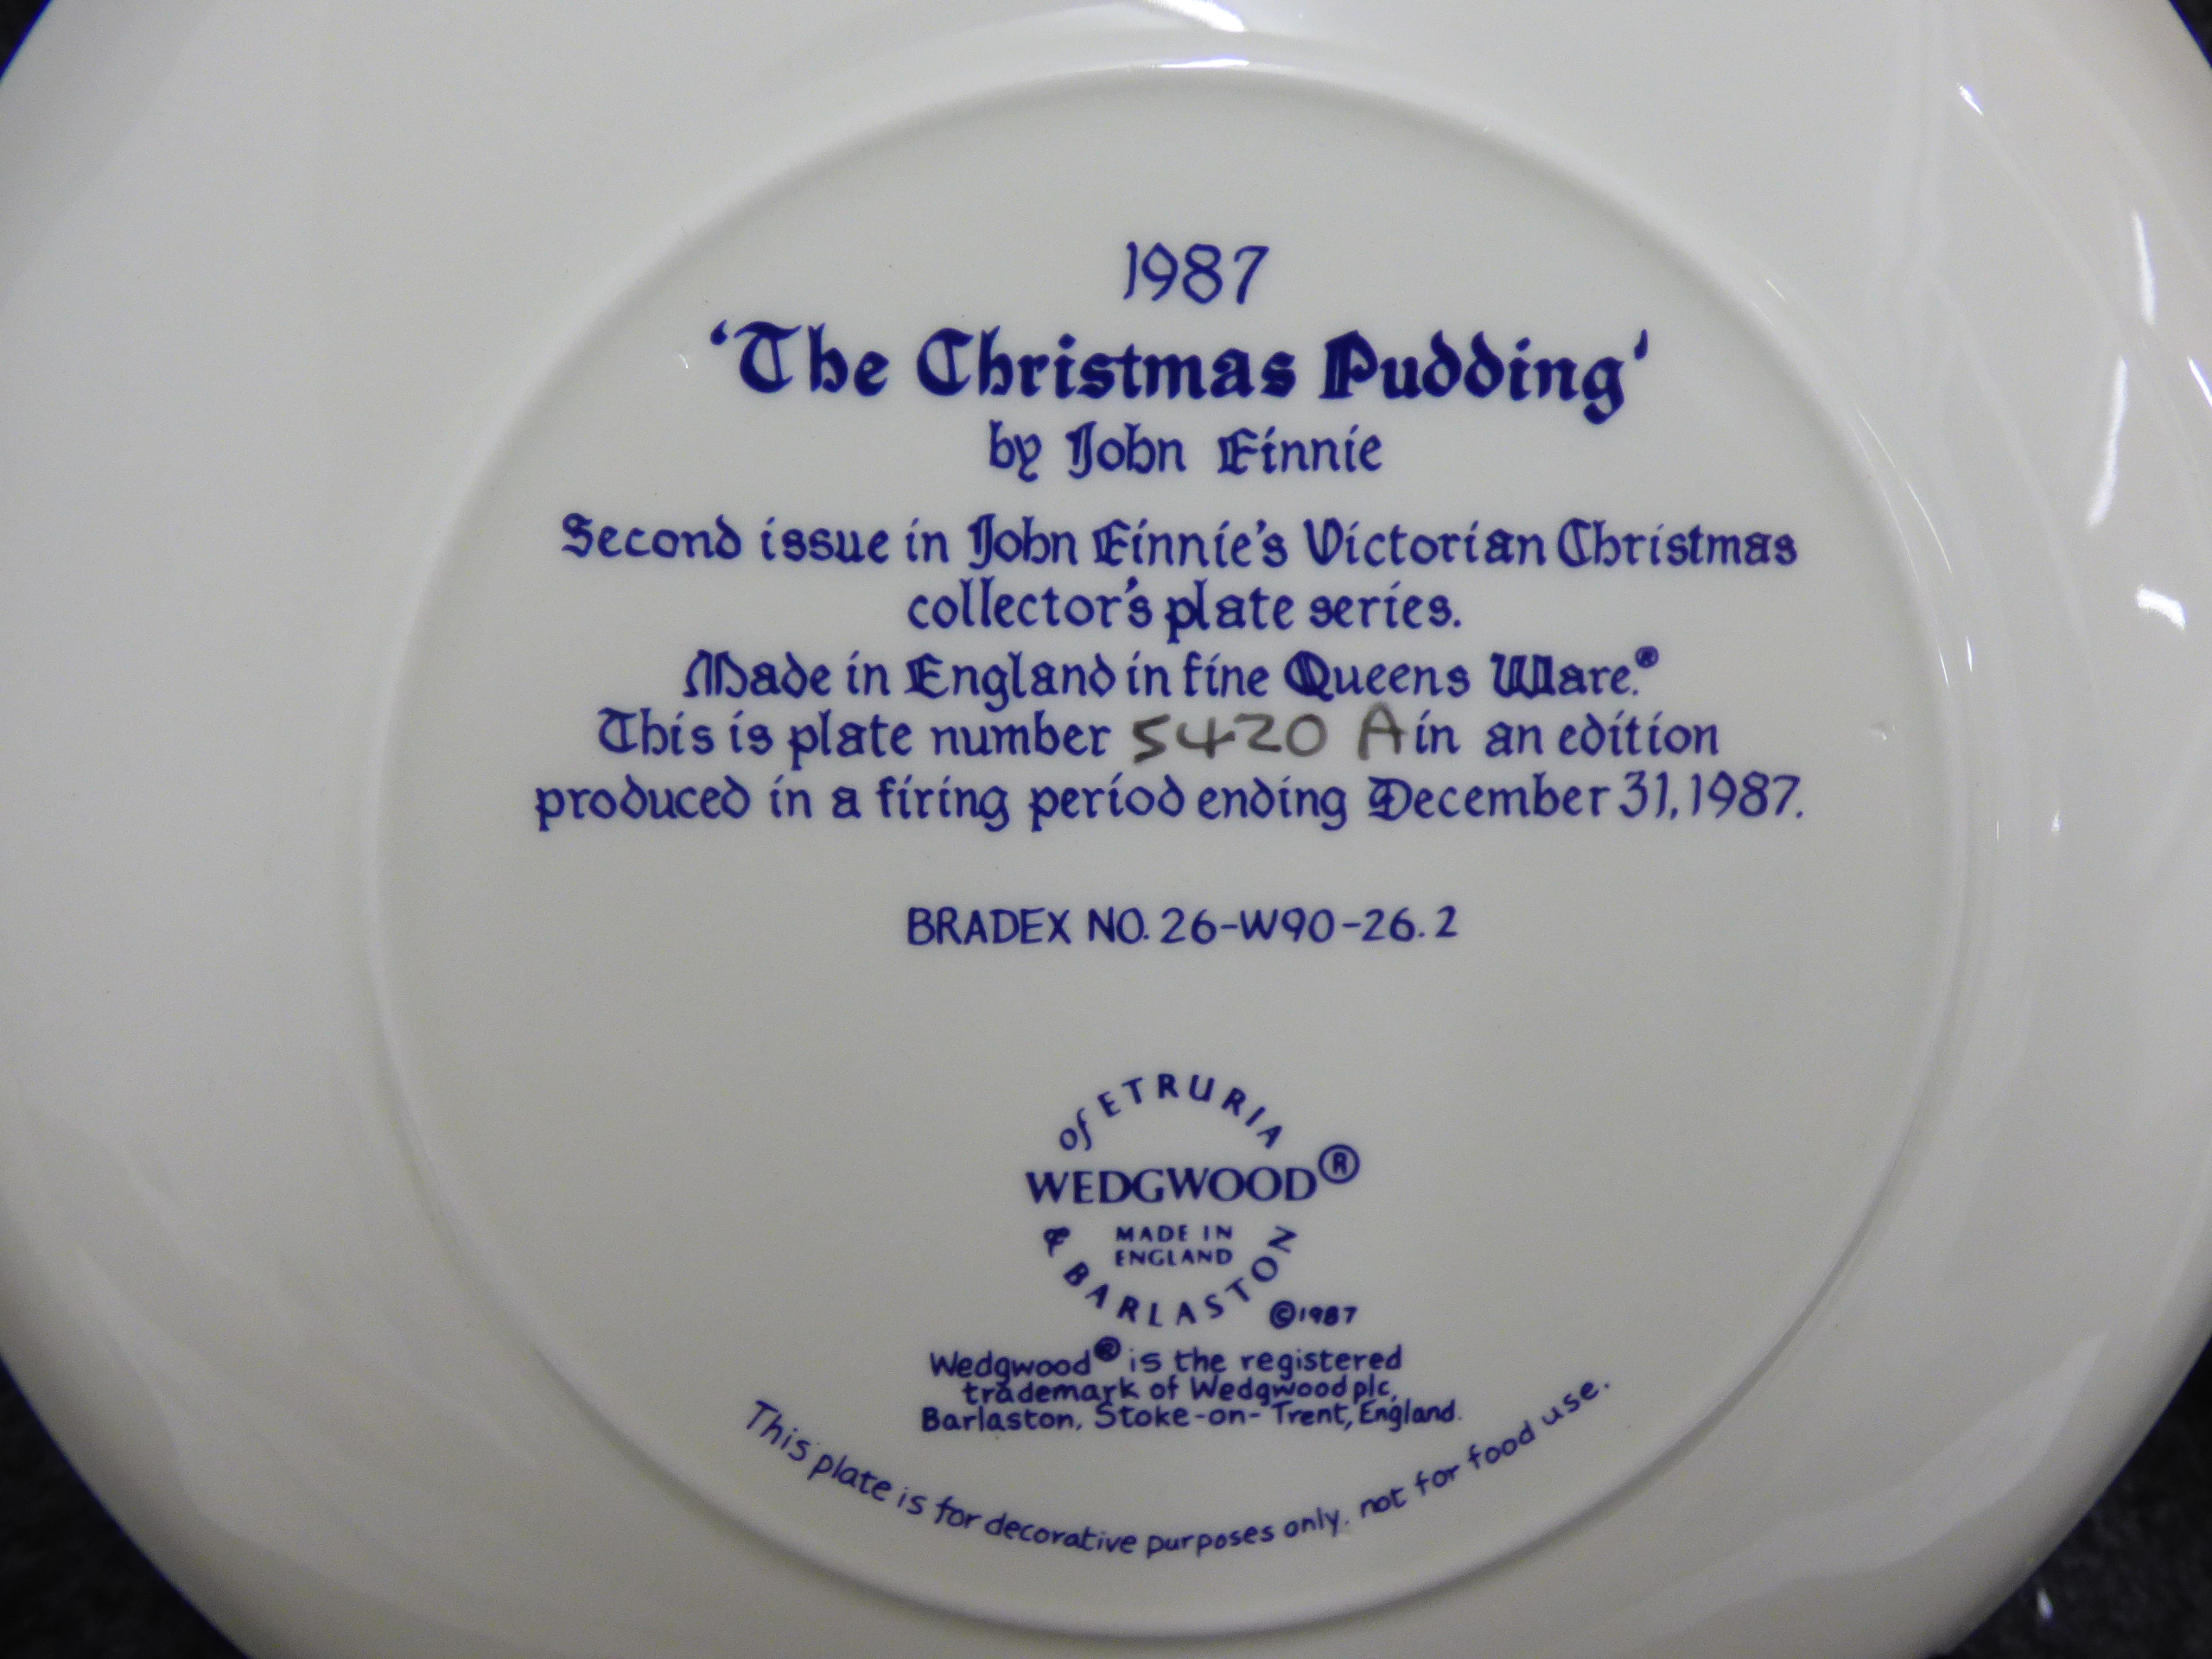 1987
‘The Christmas Pudding’
by John Finnie
Second issue in John Finnie's Victorian Christmas
collector's plate series.
Made in England in fine Queens Ware.®
This is plate number 5420 A in an edition
produced in a firing period ending December 31, 1987.
BRADEX NO. 26-W90-26.2
of ETRURIA
WEDGWOOD®
MADE IN
ENGLAND
& BARLASTON
©1987
Wedgwood® is the registered
trademark of Wedgwood plc,
Barlaston, Stoke-on-Trent, England.
This plate is for decorative purposes only, not for food use.